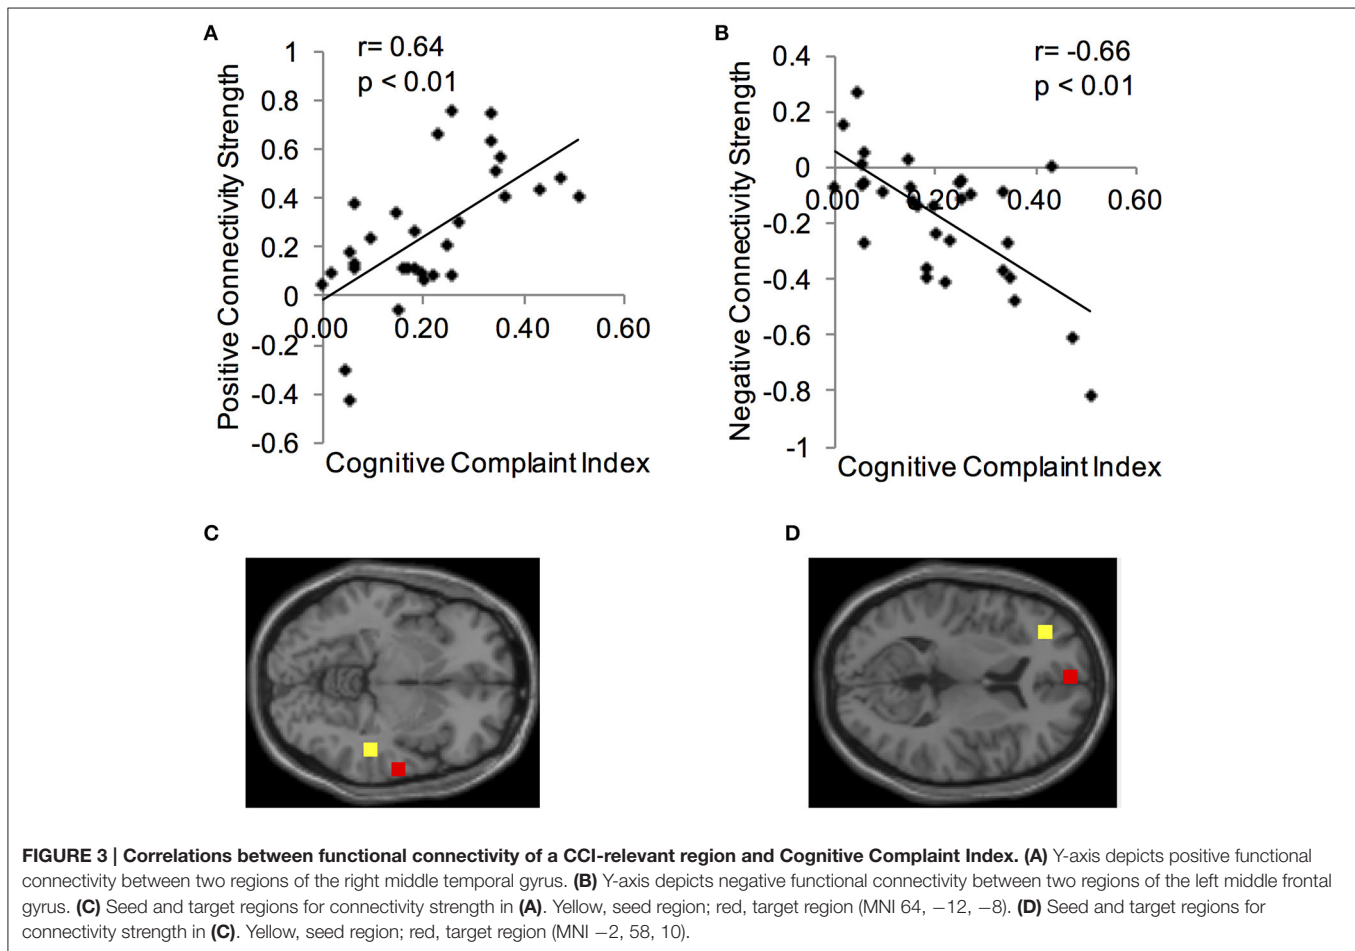 A
r= 0.64
p < 0.01
Positive Connectivity Strength
1
0.8
0.6
0.4
0.2
0
-0.2
-0.4
-0.6
0.00 0.20 0.40 0.60
Cognitive Complaint Index
B
r= -0.66
p < 0.01
Negative Connectivity Strength
0.4
0.2
0
-0.2
-0.4
-0.6
-0.8
-1
0.00 0.20 0.40 0.60
Cognitive Complaint Index
C
D
FIGURE 3 | Correlations between functional connectivity of a CCI-relevant region and Cognitive Complaint Index. (A) Y-axis depicts positive functional
connectivity between two regions of the right middle temporal gyrus. (B) Y-axis depicts negative functional connectivity between two regions of the left middle frontal
gyrus. (C) Seed and target regions for connectivity strength in (A). Yellow, seed region; red, target region (MNI 64, −12, −8). (D) Seed and target regions for
connectivity strength in (C). Yellow, seed region; red, target region (MNI −2, 58, 10).